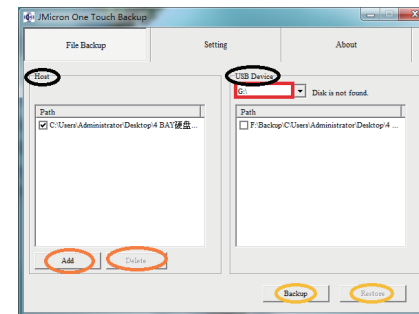 JMicron One Touch Backup
File Backup Setting About
Host
USB Device
G:\ Disk is not found.
Path
C:\Users\Administrator\Desktop\4 BAY硬盘...
Path
F:\Backup\C\Users\Administrator\Desktop\4 ...
Add Delete
Backup Restore